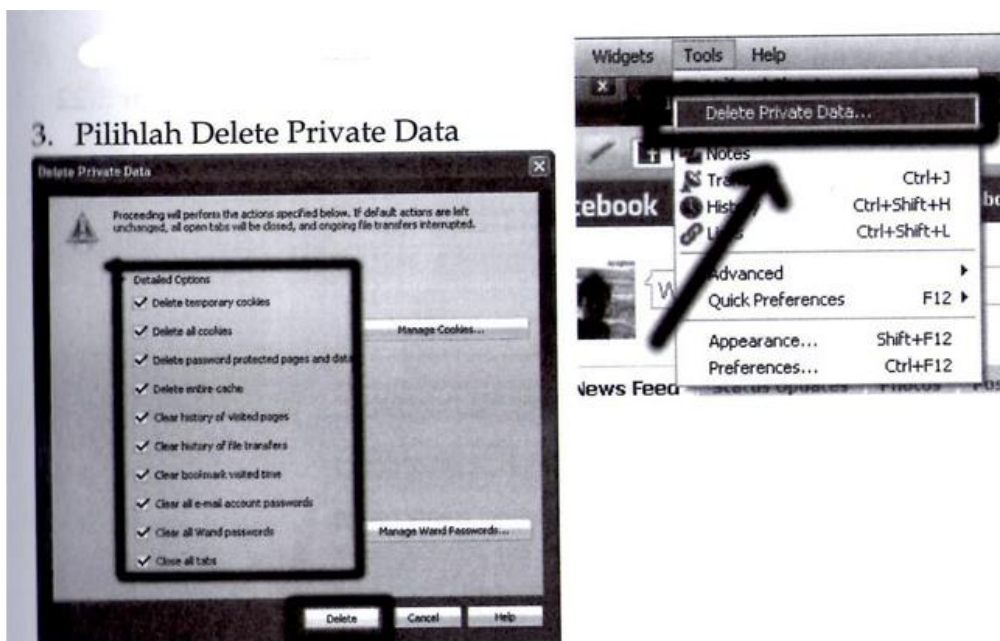 3. Pilihlah Delete Private Data
Delete Private Data
Proceeding will perform the actions specified below. If default actions are left
unchanged, all open tabs will be closed, and ongoing file transfers interrupted.
Detailed Options
Delete temporary cookies
Delete all cookies
Manage Cookies...
Delete password protected pages and data
Delete entire cache
Clear history of visited pages
Clear history of file transfers
Clear bookmark visited time
Clear all e-mail account passwords
Clear all Wand passwords
Manage Wand Passwords...
Close all tabs
Delete Cancel Help
Widgets Tools Help
Delete Private Data...
Notes
Ctrl+J
Ctrl+Shift+H
cebook
Ctrl+Shift+L
Advanced
Quick Preferences F12
Appearance... Shift+F12
Preferences... Ctrl+F12
News Feed Status Updates Photos